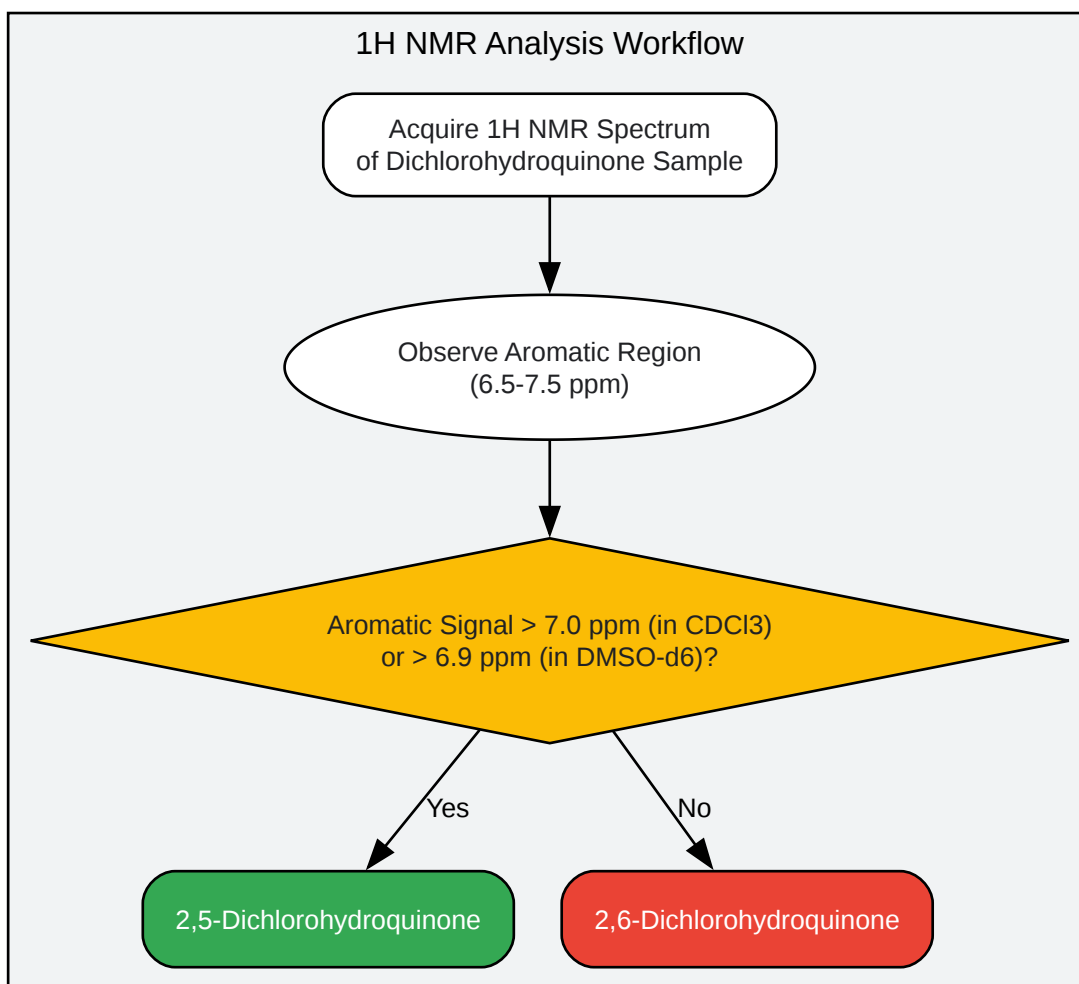 1H NMR Analysis Workflow
Acquire 1H NMR Spectrum
of Dichlorohydroquinone Sample
Observe Aromatic Region
(6.5-7.5 ppm)
Aromatic Signal > 7.0 ppm (in CDCl3)
or > 6.9 ppm (in DMSO-d6)?
Yes
No
2,5-Dichlorohydroquinone
2,6-Dichlorohydroquinone